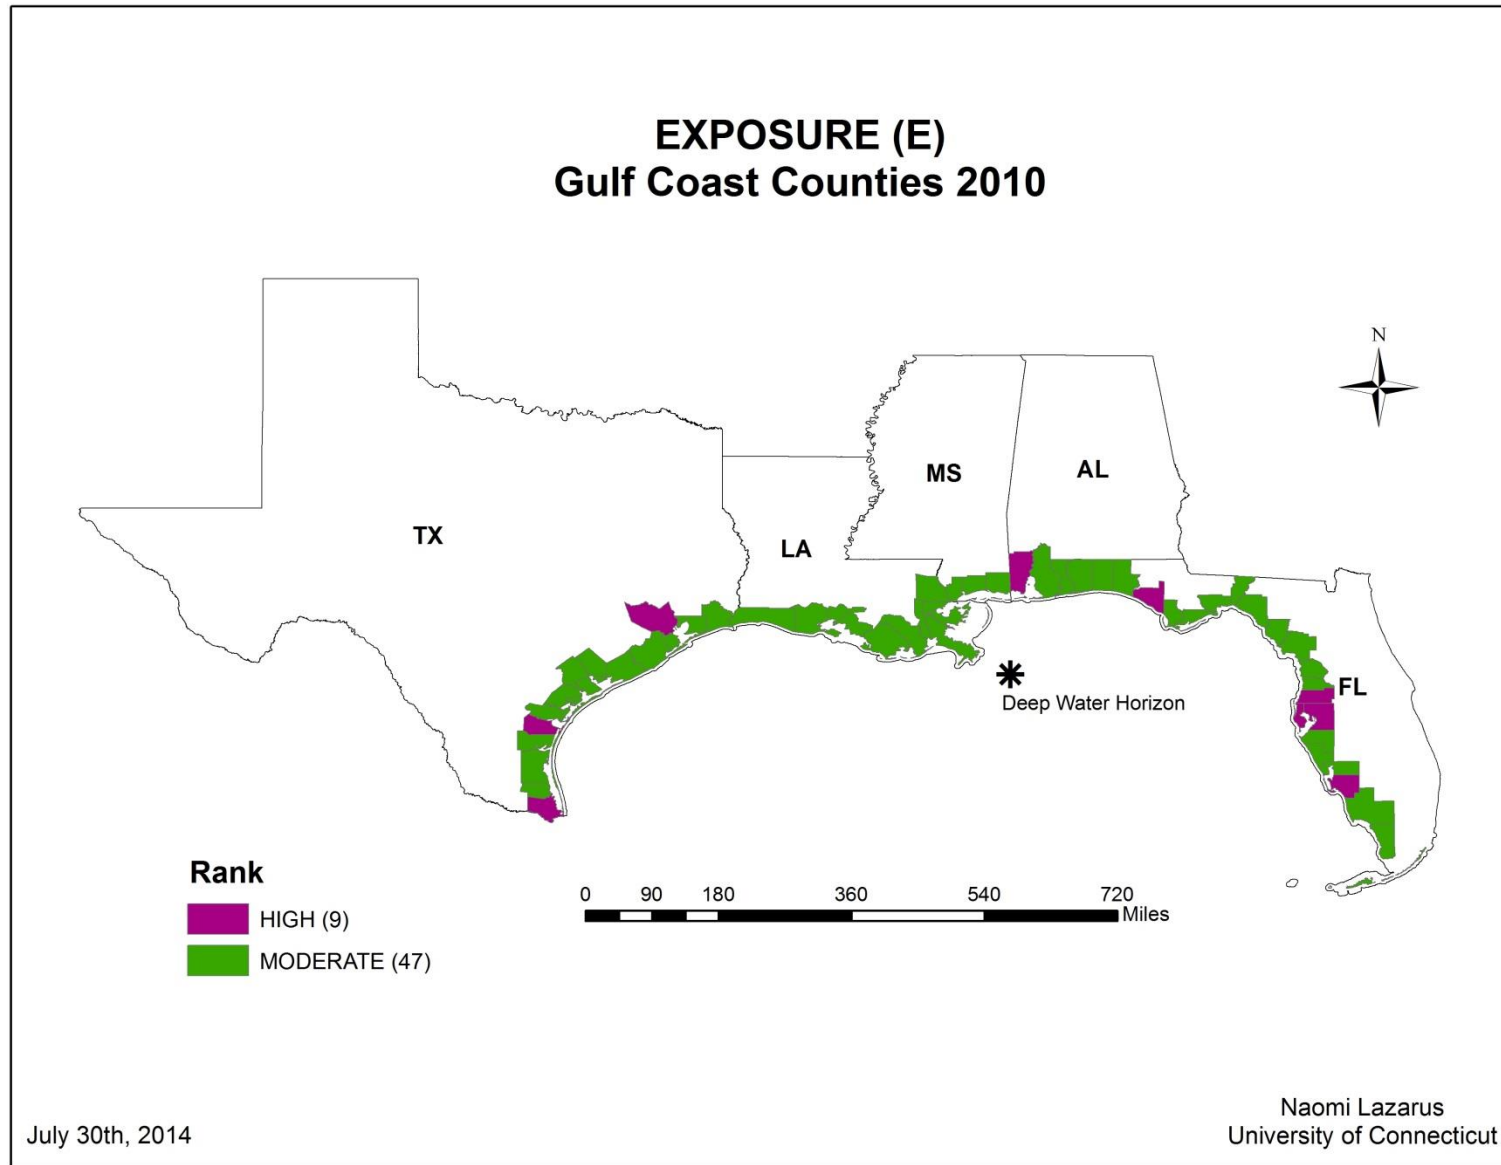 EXPOSURE (E)
Gulf Coast Counties 2010
N
MS
AL
TX
LA
FL
Deep Water Horizon
Rank
HIGH (9)
MODERATE (47)
0 90 180 360 540 720
Miles
July 30th, 2014
Naomi Lazarus
University of Connecticut